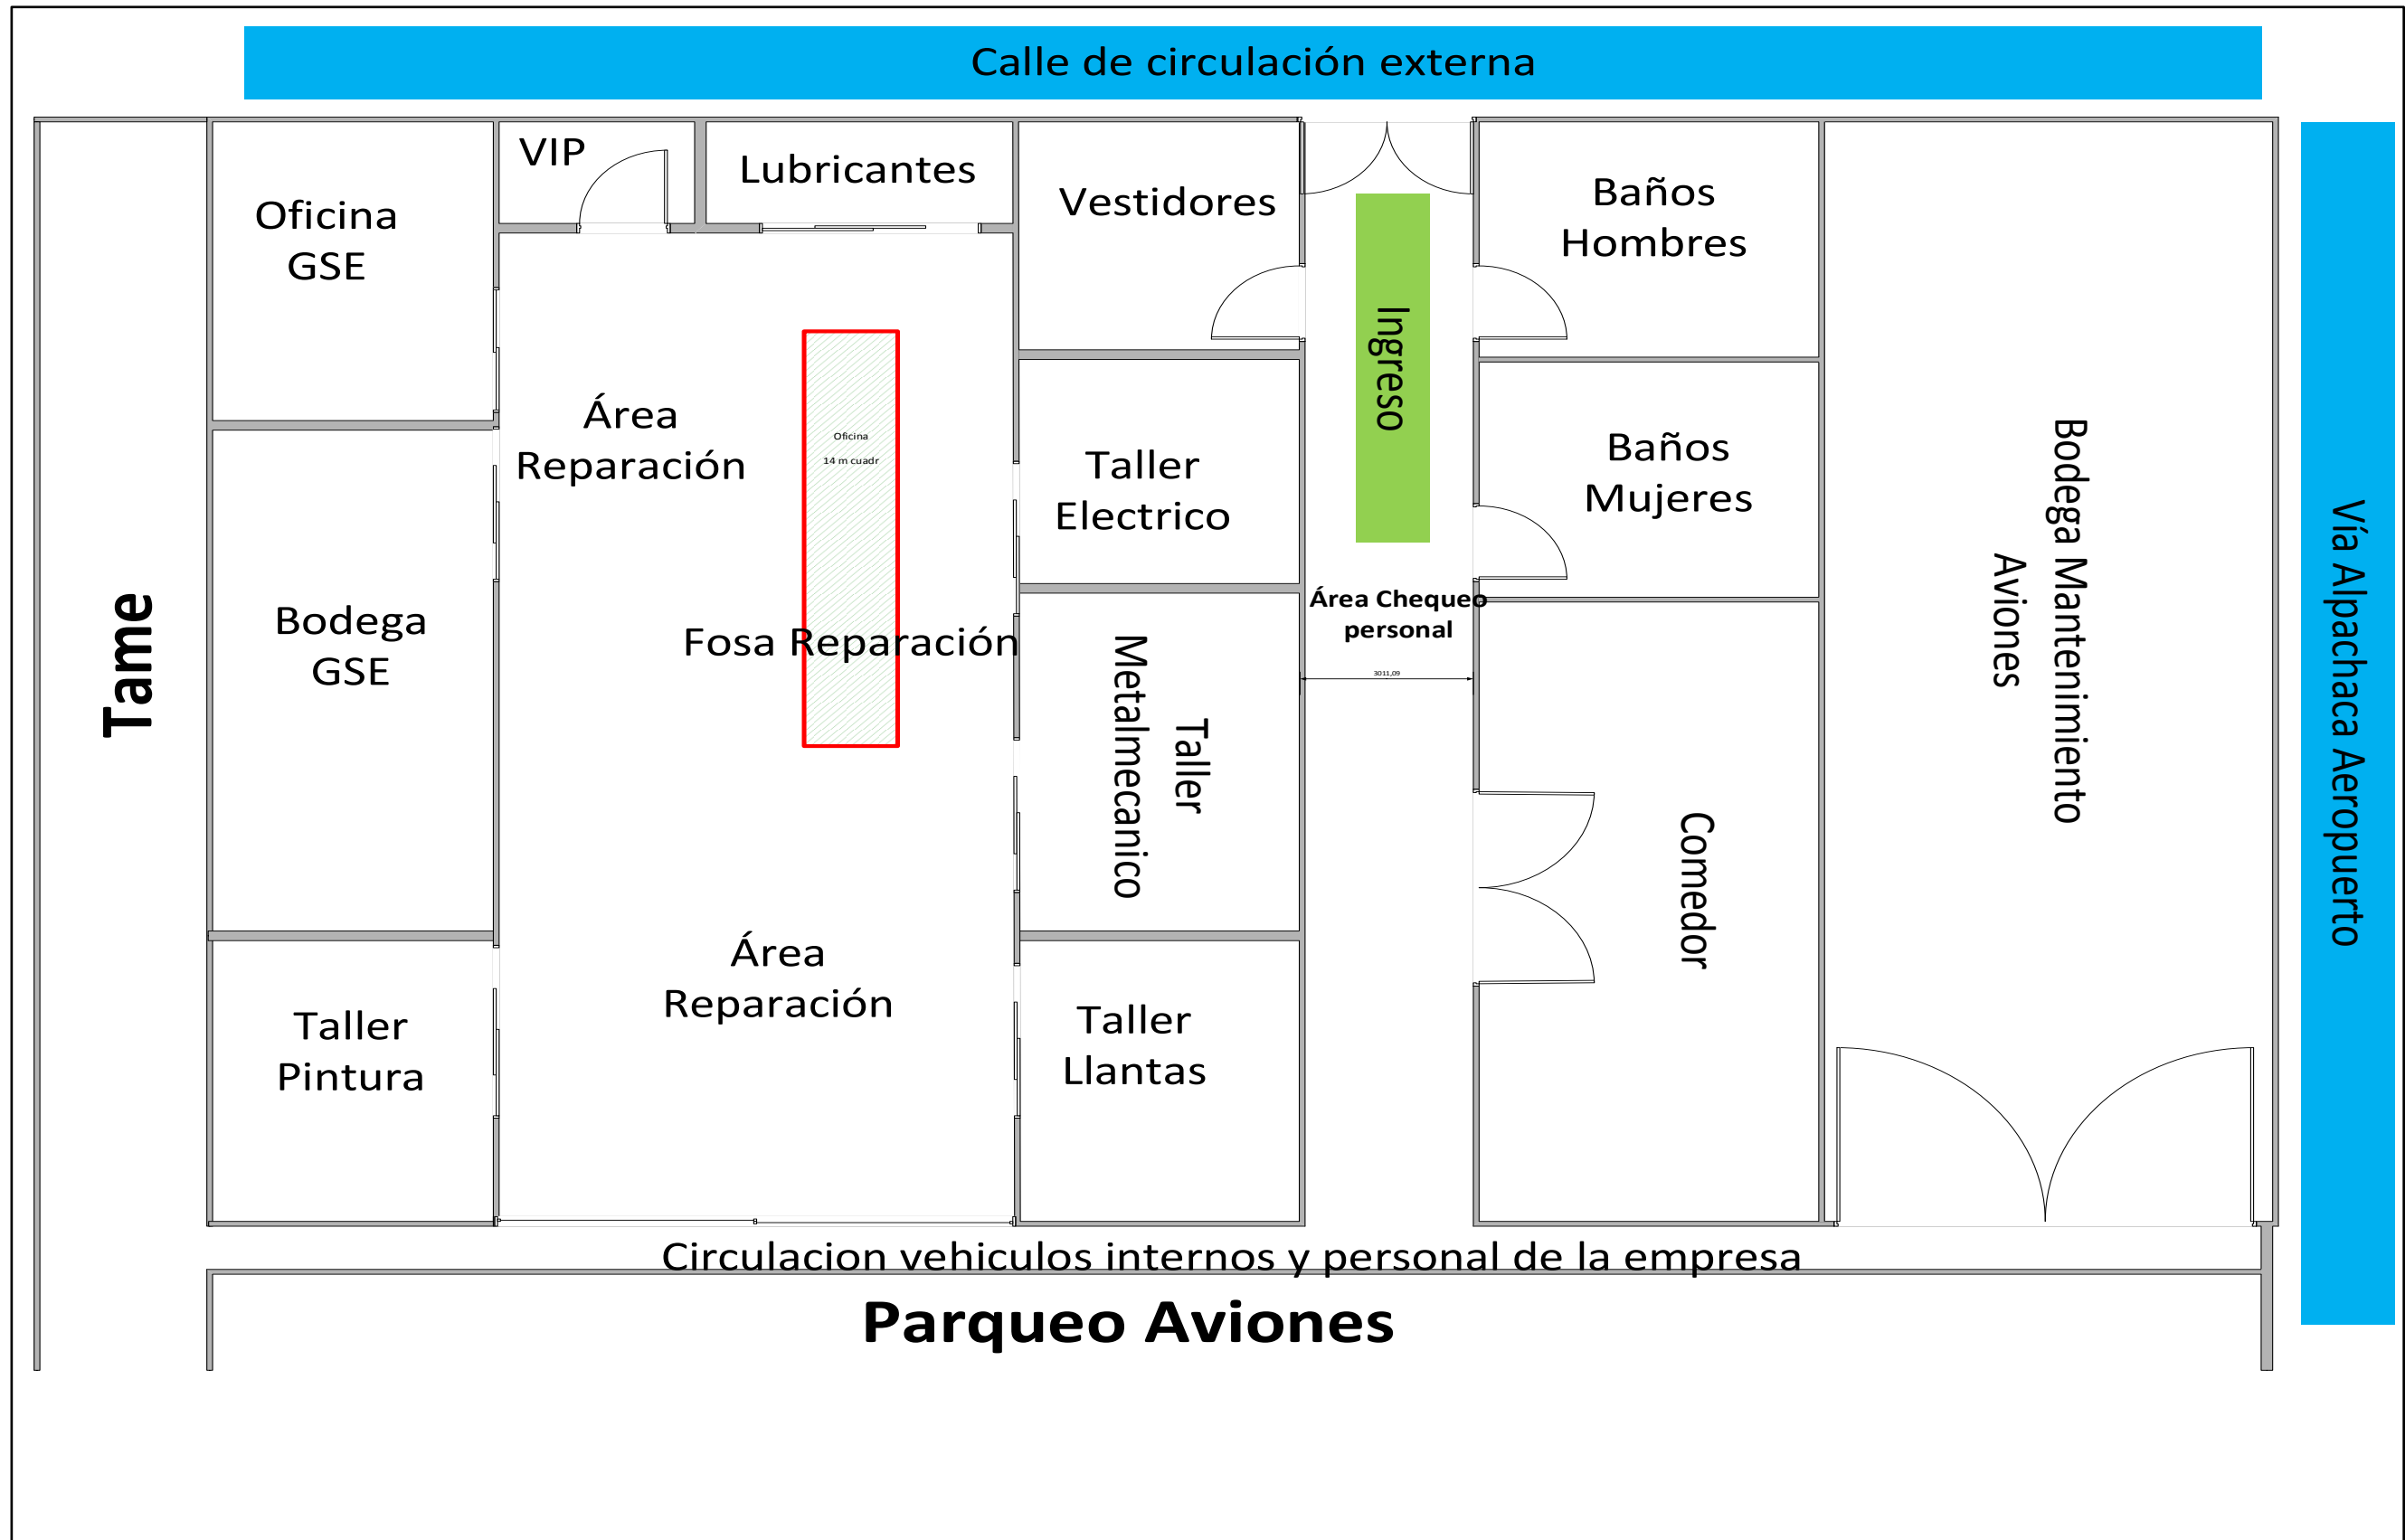 Calle de circulación externa
VIP
Lubricantes
Vestidores
Oficina
GSE
Baños
Hombres
Ingreso
Área
Reparación
Oficina
14 m cuadr
Taller
Electrico
Baños
Mujeres
Bodega Mantenimiento
Aviones
Vía Alpachaca Aeropuerto
Tame
Bodega
GSE
Fosa Reparación
Área Chequeo
personal
3011,09
Taller
Metalmecanico
Comedor
Área
Reparación
Taller
Pintura
Taller
Llantas
Circulacion vehiculos internos y personal de la empresa
Parqueo Aviones